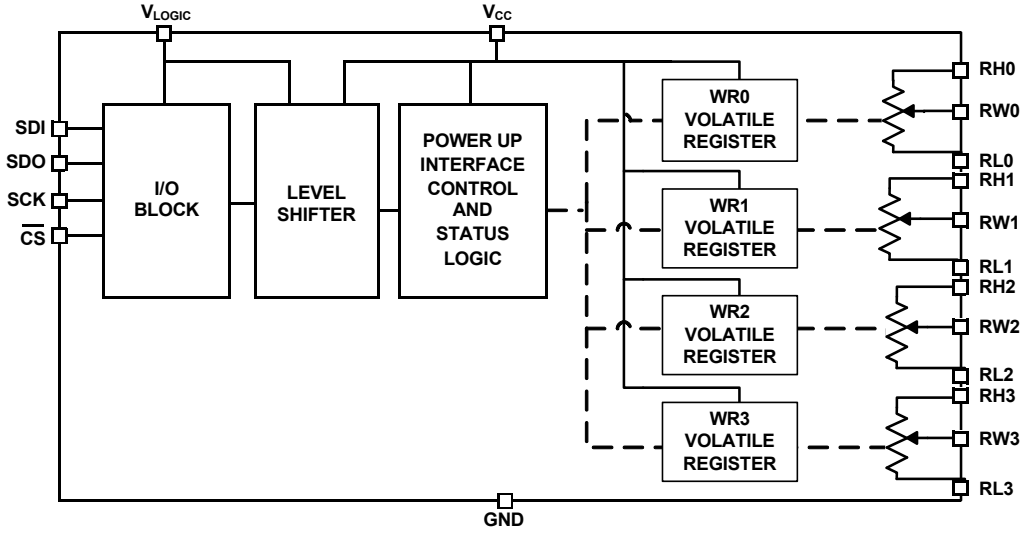 VLOGIC
VCC
SDI
SDO
SCK
CS
I/O
BLOCK
LEVEL
SHIFTER
POWER UP
INTERFACE
CONTROL
AND
STATUS
LOGIC
WR0
VOLATILE
REGISTER
WR1
VOLATILE
REGISTER
WR2
VOLATILE
REGISTER
WR3
VOLATILE
REGISTER
RH0
RW0
RL0
RH1
RW1
RL1
RH2
RW2
RL2
RH3
RW3
RL3
GND